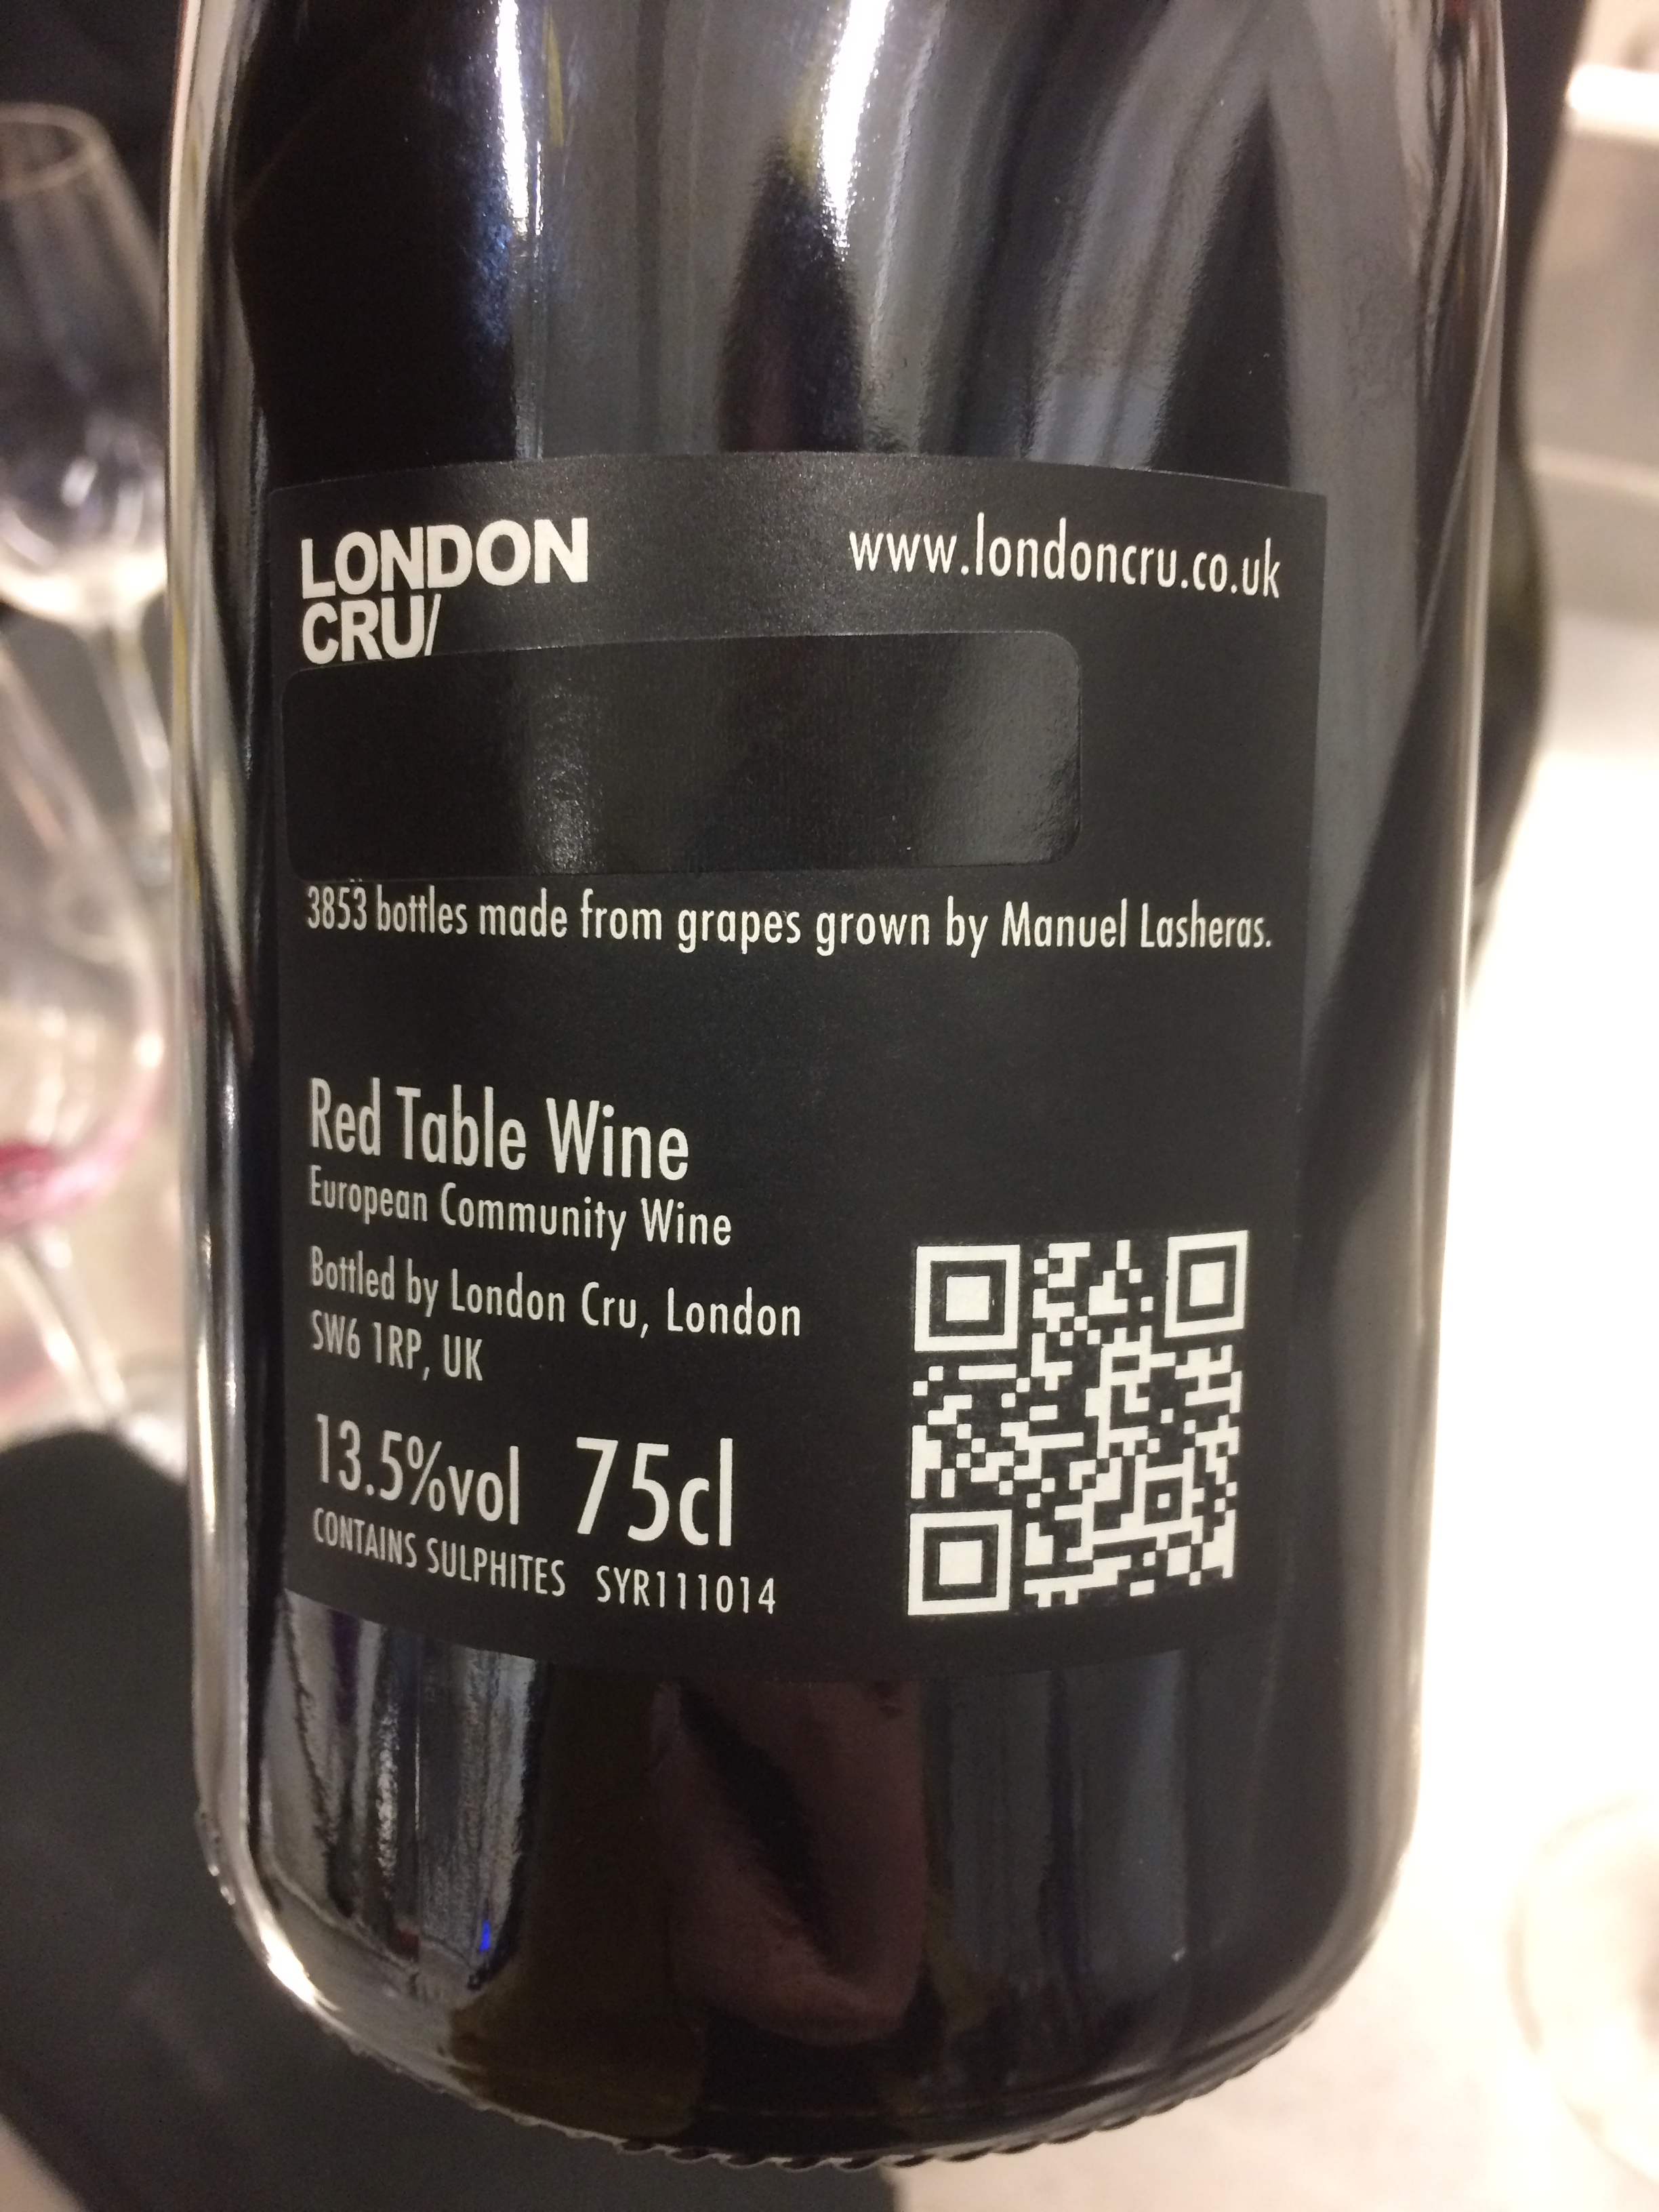 LONDON
CRU/
www.londoncru.co.uk
3853 bottles made from grapes grown by Manuel Lasheras.
Red Table Wine
European Community Wine
Bottled by London Cru, London
SW6 1RP, UK
13.5%vol 75cl
CONTAINS SULPHITES SYR111014